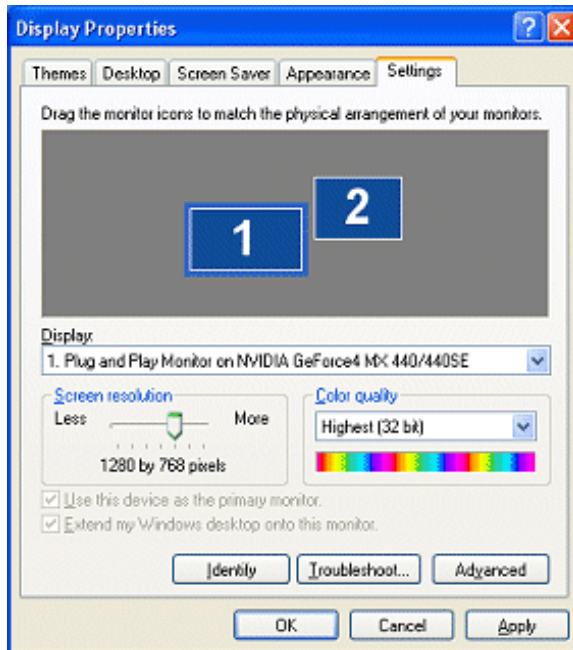 Display Properties
Themes Desktop Screen Saver Appearance Settings
Drag the monitor icons to match the physical arrangement of your monitors.
1 2
Display:
1. Plug and Play Monitor on NVIDIA GeForce4 MX 440/440SE
Screen resolution
Less More
1280 by 768 pixels
Color quality
Highest (32 bit)
Use this device as the primary monitor.
Extend my Windows desktop onto this monitor.
Identify Troubleshoot... Advanced
OK Cancel Apply